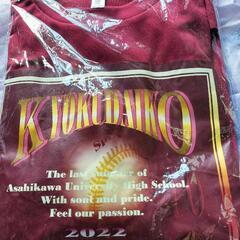 KYOKUDAIKO
The last summer of
Asahikawa University High School.
With soul and pride.
Feel our passion.
2022